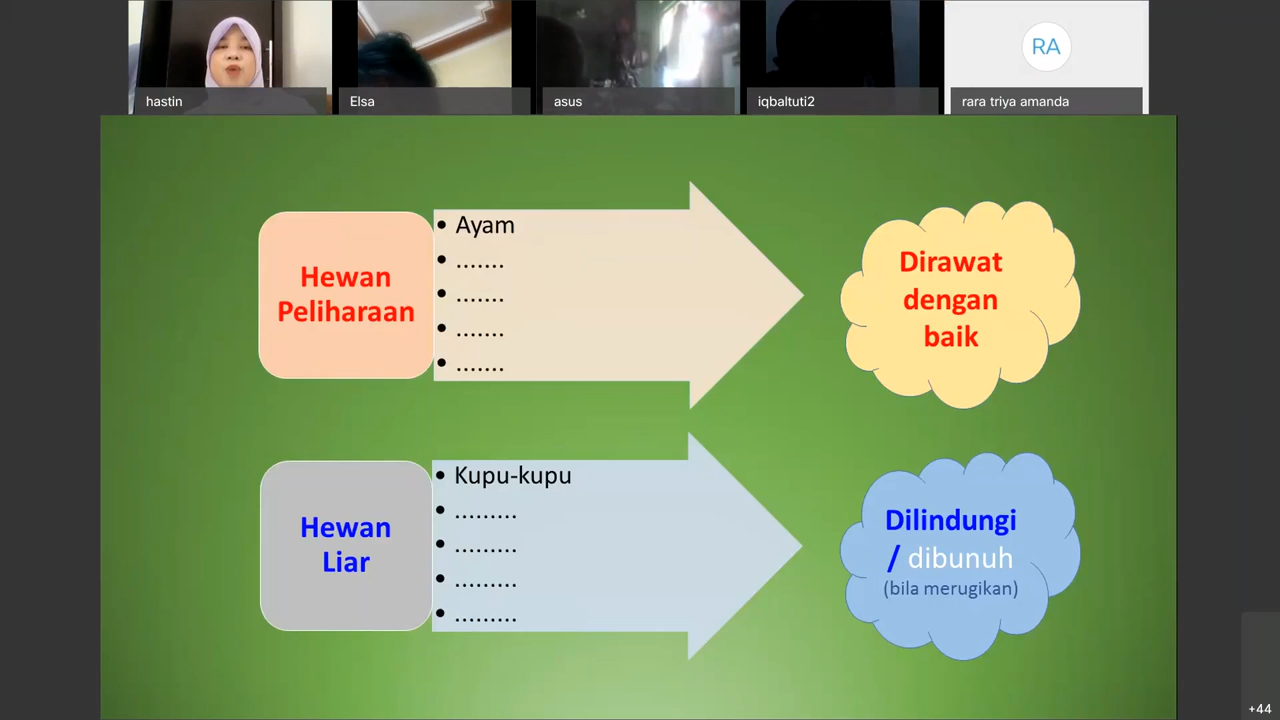 RA
hastin
Elsa
asus
iqbaltuti2
rara triya amanda
Hewan
Peliharaan
• Ayam
• .......
• .......
• .......
• .......
Dirawat
dengan
baik
Hewan
Liar
• Kupu-kupu
• .........
• .........
• .........
• .........
Dilindungi
/ dibunuh
(bila merugikan)
+44